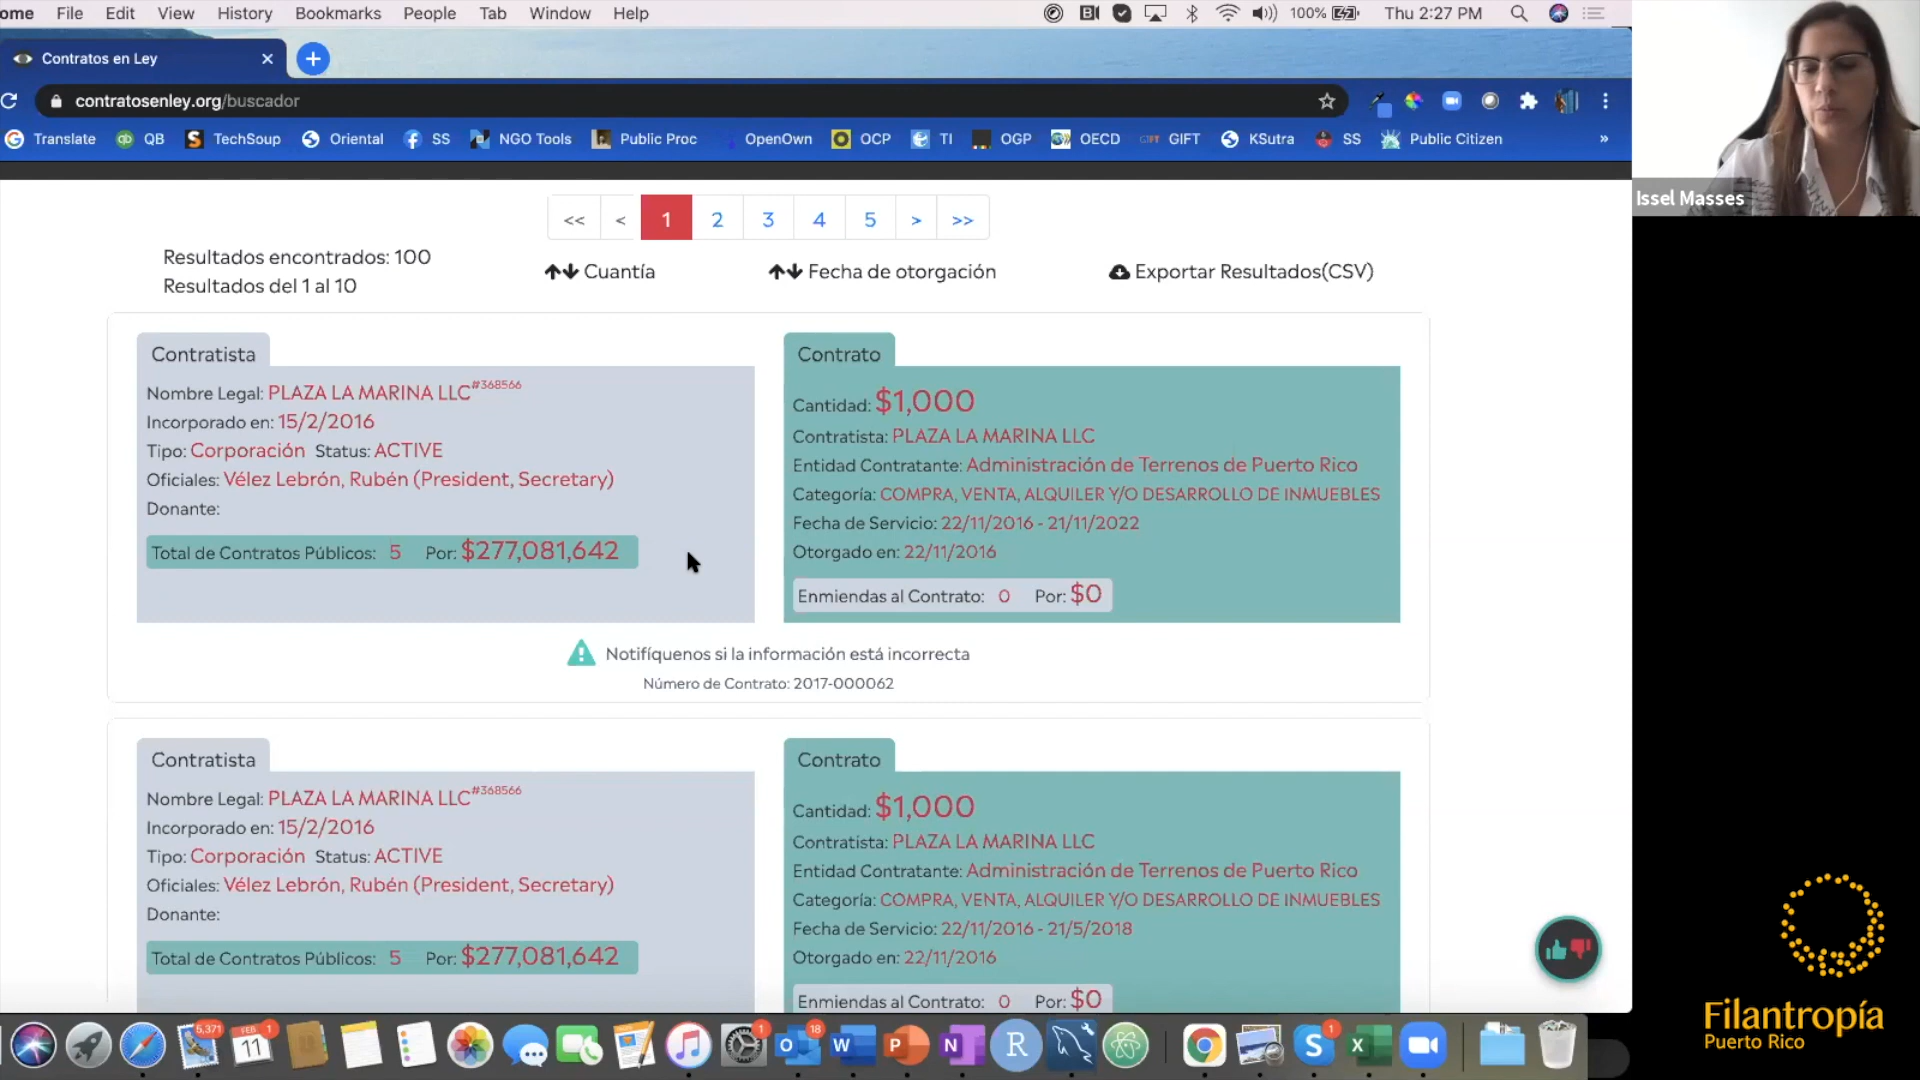 ome File Edit View History Bookmarks People Tab Window Help 100% Thu 2:27 PM
Contratos en Ley
contratosenley.org/buscador
Translate QB TechSoup Oriental SS NGO Tools Public Proc OpenOwn OCP TI OGP OECD GIFT KSutra SS Public Citizen »
Issel Masses
<< < 1 2 3 4 5 > >>
Resultados encontrados: 100
Resultados del 1 al 10
Cuantía Fecha de otorgación Exportar Resultados(CSV)
Contratista
Nombre Legal: PLAZA LA MARINA LLC#368566
Incorporado en: 15/2/2016
Tipo: Corporación Status: ACTIVE
Oficiales: Vélez Lebrón, Rubén (President, Secretary)
Donante:
Total de Contratos Públicos: 5 Por: $277,081,642
Contrato
Cantidad: $1,000
Contratista: PLAZA LA MARINA LLC
Entidad Contratante: Administración de Terrenos de Puerto Rico
Categoría: COMPRA, VENTA, ALQUILER Y/O DESARROLLO DE INMUEBLES
Fecha de Servicio: 22/11/2016 - 21/11/2022
Otorgado en: 22/11/2016
Enmiendas al Contrato: 0 Por: $0
Notifíquenos si la información está incorrecta
Número de Contrato: 2017-000062
Contratista
Nombre Legal: PLAZA LA MARINA LLC#368566
Incorporado en: 15/2/2016
Tipo: Corporación Status: ACTIVE
Oficiales: Vélez Lebrón, Rubén (President, Secretary)
Donante:
Total de Contratos Públicos: 5 Por: $277,081,642
Contrato
Cantidad: $1,000
Contratista: PLAZA LA MARINA LLC
Entidad Contratante: Administración de Terrenos de Puerto Rico
Categoría: COMPRA, VENTA, ALQUILER Y/O DESARROLLO DE INMUEBLES
Fecha de Servicio: 22/11/2016 - 21/5/2018
Otorgado en: 22/11/2016
Enmiendas al Contrato: 0 Por: $0
5,371 FEB 11 1 1 18 1
Filantropía
Puerto Rico